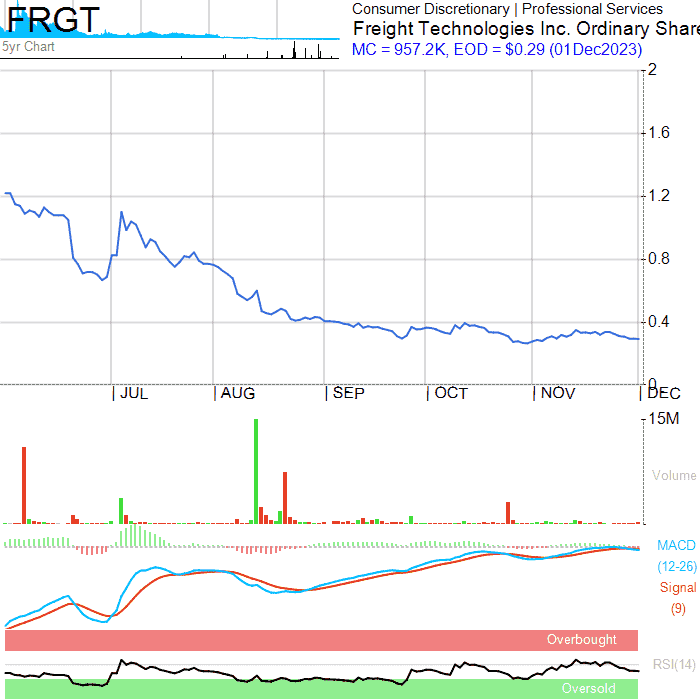 FRGT
5yr Chart
Consumer Discretionary | Professional Services
Freight Technologies Inc. Ordinary Share
MC = 957.2K, EOD = $0.29 (01Dec2023)
2
1.6
1.2
0.8
0.4
0
JUL
AUG
SEP
OCT
NOV
DEC
15M
Volume
MACD
(12-26)
Signal
(9)
Overbought
RSI(14)
Oversold